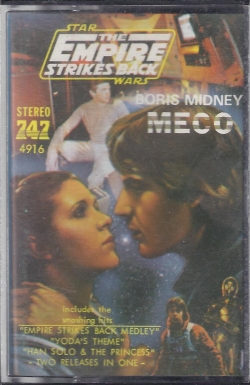 STAR
THE
EMPIRE
STRIKES BACK
WARS
BORIS MIDNEY
MECO
STEREO
747
4916
Includes the
smashing hits
"EMPIRE STRIKES BACK MEDLEY"
"YODA'S THEME"
"HAN SOLO & THE PRINCESS"
- TWO RELEASES IN ONE -